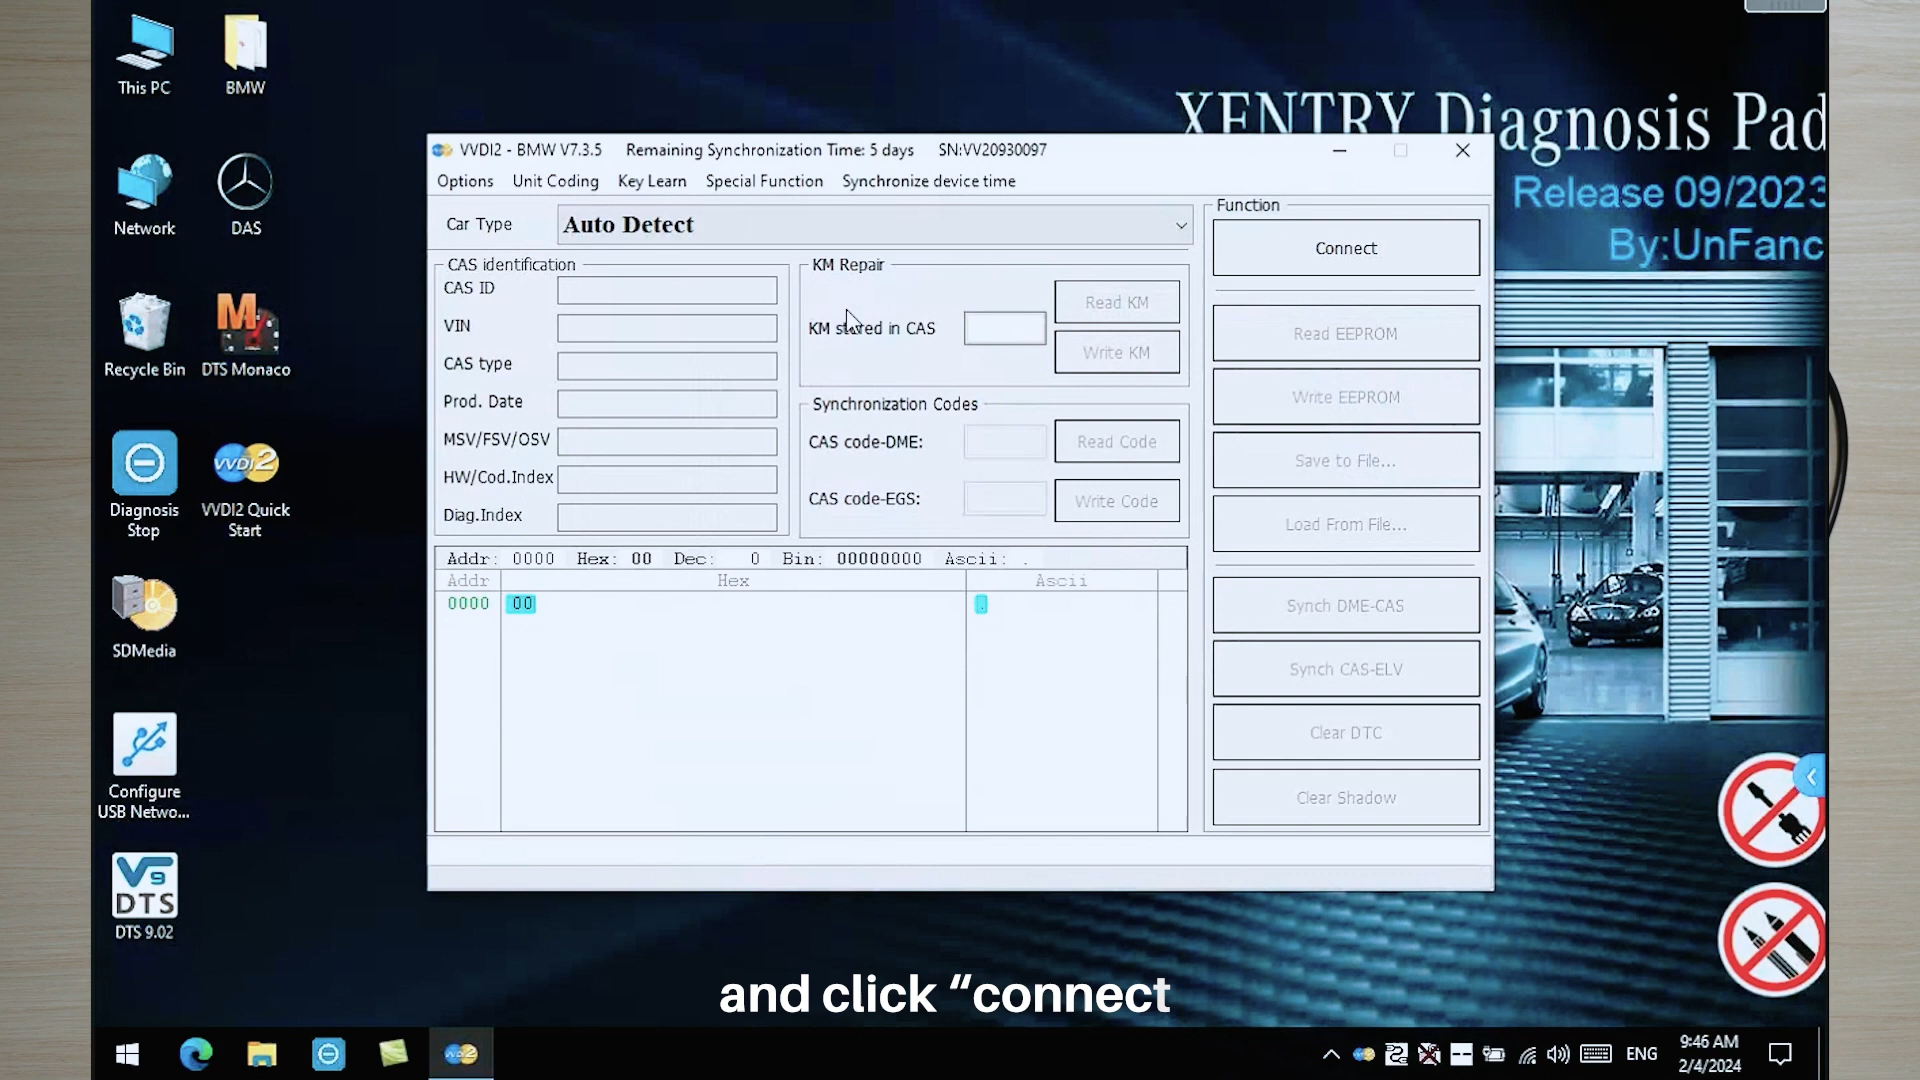 This PC
BMW
Network
DAS
Recycle Bin
DTS Monaco
Diagnosis
Stop
VVDI2
VVDI2 Quick
Start
SDMedia
Configure
USB Netwo...
V9
DTS
DTS 9.02
XENTRY Diagnosis Pad
Release 09/2023
By:UnFanc
VVDI2 - BMW V7.3.5 Remaining Synchronization Time: 5 days SN:VV20930097
Options Unit Coding Key Learn Special Function Synchronize device time
Car Type Auto Detect
CAS identification
CAS ID
VIN
CAS type
Prod. Date
MSV/FSV/OSV
HW/Cod.Index
Diag.Index
KM Repair
KM stored in CAS
Read KM
Write KM
Synchronization Codes
CAS code-DME:
Read Code
CAS code-EGS:
Write Code
Function
Connect
Read EEPROM
Write EEPROM
Save to File...
Load From File...
Synch DME-CAS
Synch CAS-ELV
Clear DTC
Clear Shadow
Addr: 0000 Hex: 00 Dec: 0 Bin: 00000000 Ascii: .
Addr Hex Ascii
0000 00 .
and click “connect
ENG
9:46 AM
2/4/2024